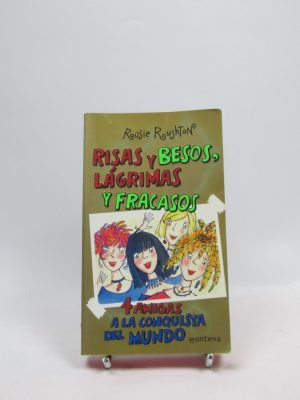 Rosie Rushton
RISAS Y BESOS,
LÁGRIMAS
Y FRACASOS
4 AMIGAS
A LA CONQUISTA
DEL MUNDO
montena